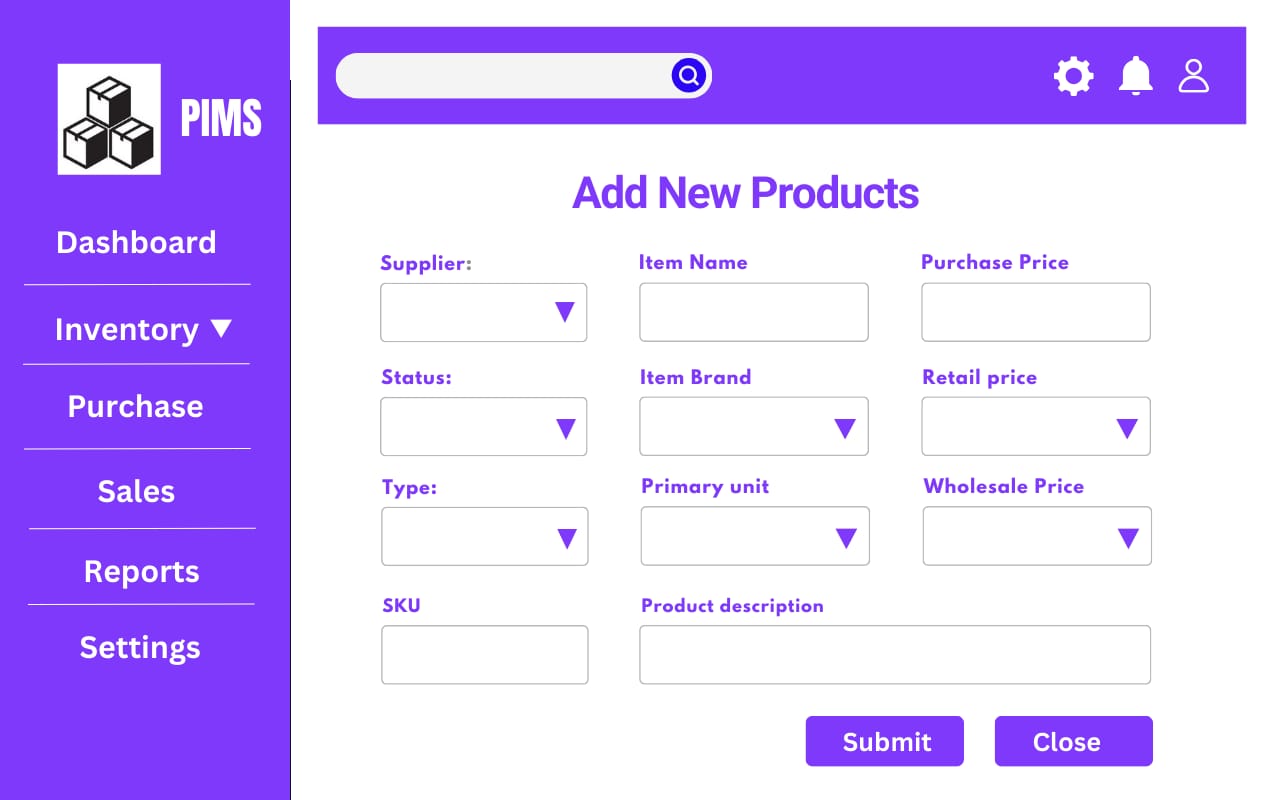 PIMS
Dashboard
Inventory ▼
Purchase
Sales
Reports
Settings
Add New Products
Supplier: Item Name Purchase Price
Status: Item Brand Retail price
Type: Primary unit Wholesale Price
SKU Product description
Submit Close